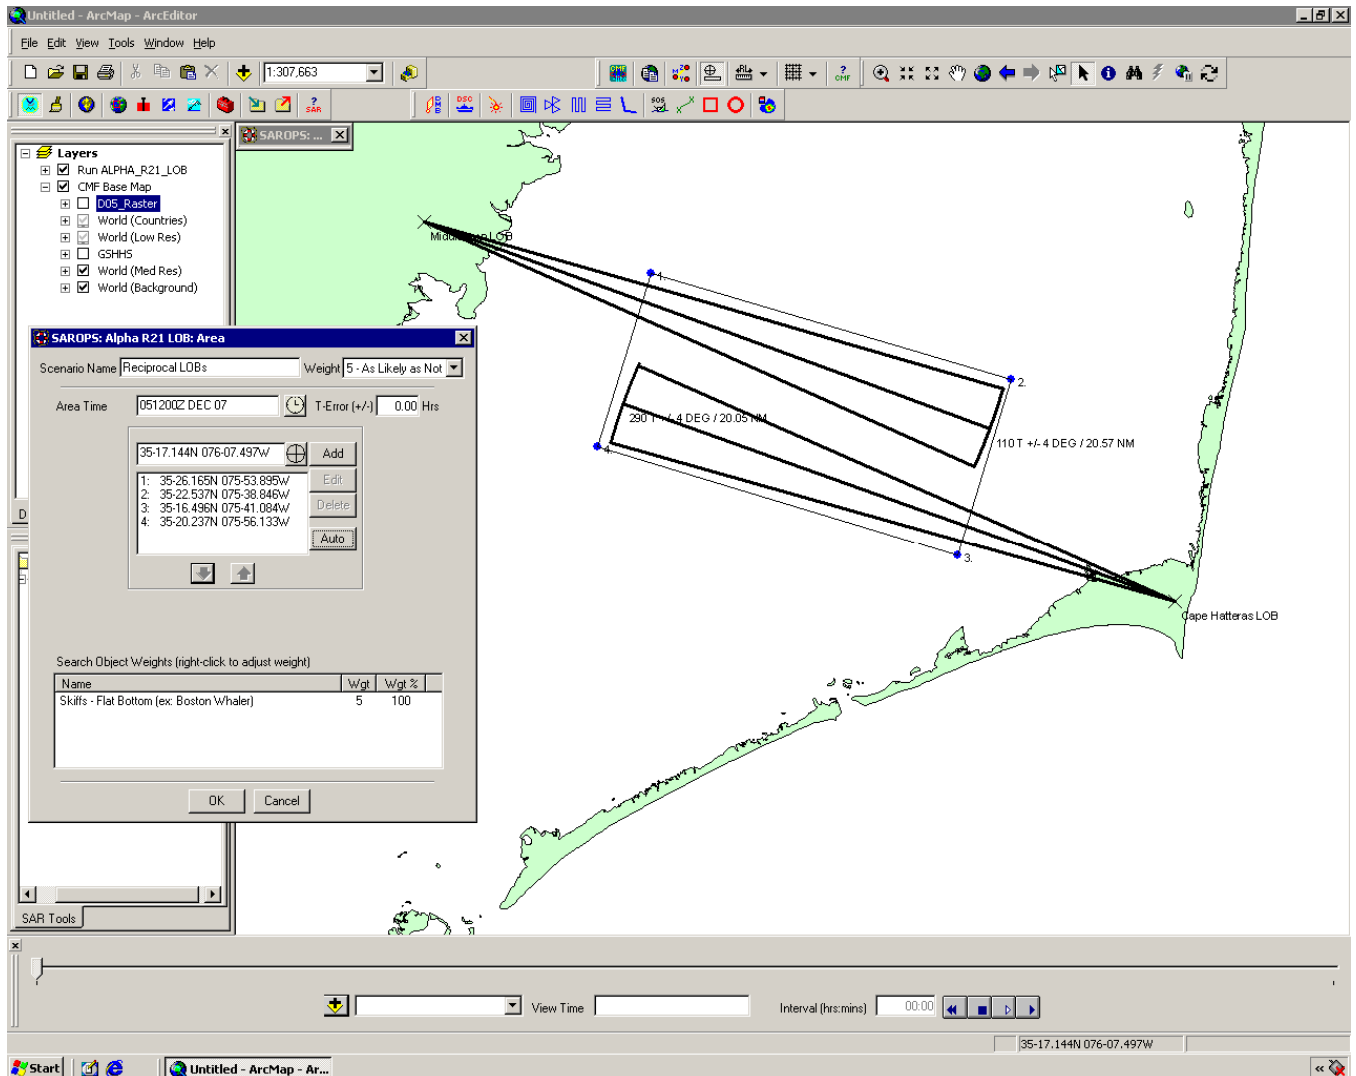 Untitled - ArcMap - ArcEditor
File Edit View Tools Window Help
1:307,663
? CMF
DSC
SOS
? SAR
Layers
Run ALPHA_R21_LOB
CMF Base Map
D05_Raster
World (Countries)
World (Low Res)
GSHHS
World (Med Res)
World (Background)
SAROPS: ...
LOB
1.
2.
290 T +/- 4 DEG / 20.05 NM
110 T +/- 4 DEG / 20.57 NM
4.
3.
Cape Hatteras LOB
SAROPS: Alpha R21 LOB: Area
Scenario Name Reciprocal LOBs Weight 5 - As Likely as Not
Area Time 051200Z DEC 07 T-Error (+/-) 0.00 Hrs
35-17.144N 076-07.497W Add
1: 35-26.165N 075-53.895W
2: 35-22.537N 075-38.846W
3: 35-16.496N 075-41.084W
4: 35-20.237N 075-56.133W
Edit
Delete
Auto
Search Object Weights (right-click to adjust weight)
Name Wgt Wgt %
Skiffs - Flat Bottom (ex: Boston Whaler) 5 100
OK Cancel
D
SAR Tools
View Time Interval (hrs:mins) 00:00
35-17.144N 076-07.497W
Start Untitled - ArcMap - Ar...